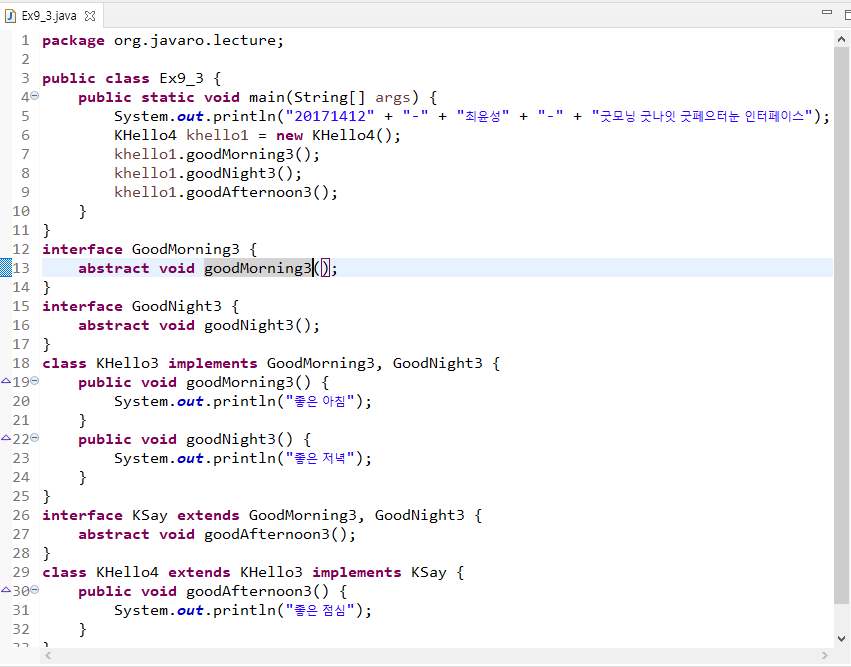 Ex9_3.java
1 package org.javaro.lecture;
2
3 public class Ex9_3 {
4 public static void main(String[] args) {
5 System.out.println("20171412" + "-" + "최윤성" + "-" + "굿모닝 굿나잇 굿페으터눈 인터페이스");
6 KHello4 khello1 = new KHello4();
7 khello1.goodMorning3();
8 khello1.goodNight3();
9 khello1.goodAfternoon3();
10 }
11 }
12 interface GoodMorning3 {
13 abstract void goodMorning3();
14 }
15 interface GoodNight3 {
16 abstract void goodNight3();
17 }
18 class KHello3 implements GoodMorning3, GoodNight3 {
19 public void goodMorning3() {
20 System.out.println("좋은 아침");
21 }
22 public void goodNight3() {
23 System.out.println("좋은 저녁");
24 }
25 }
26 interface KSay extends GoodMorning3, GoodNight3 {
27 abstract void goodAfternoon3();
28 }
29 class KHello4 extends KHello3 implements KSay {
30 public void goodAfternoon3() {
31 System.out.println("좋은 점심");
32 }
33 }